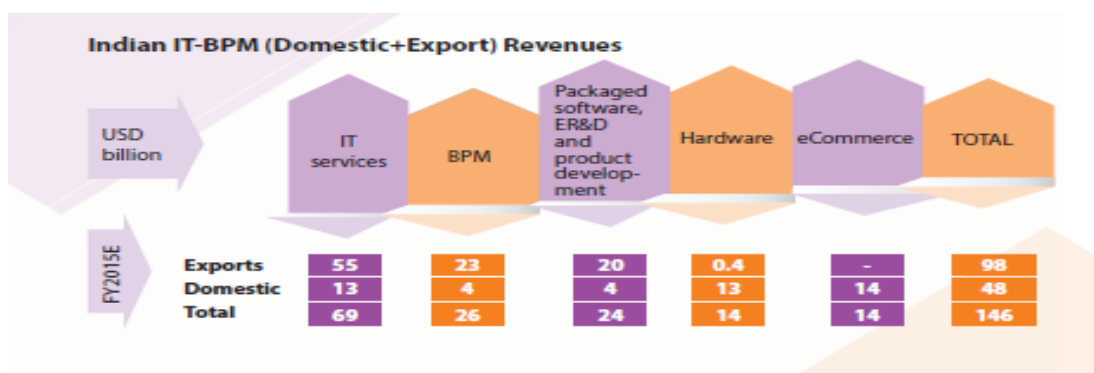 Indian IT-BPM (Domestic+Export) Revenues
USD
billion
IT
services
BPM
Packaged
software,
ER&D
and
product
develop-
ment
Hardware
eCommerce
TOTAL
FY2015E
Exports 55 23 20 0.4 - 98
Domestic 13 4 4 13 14 48
Total 69 26 24 14 14 146